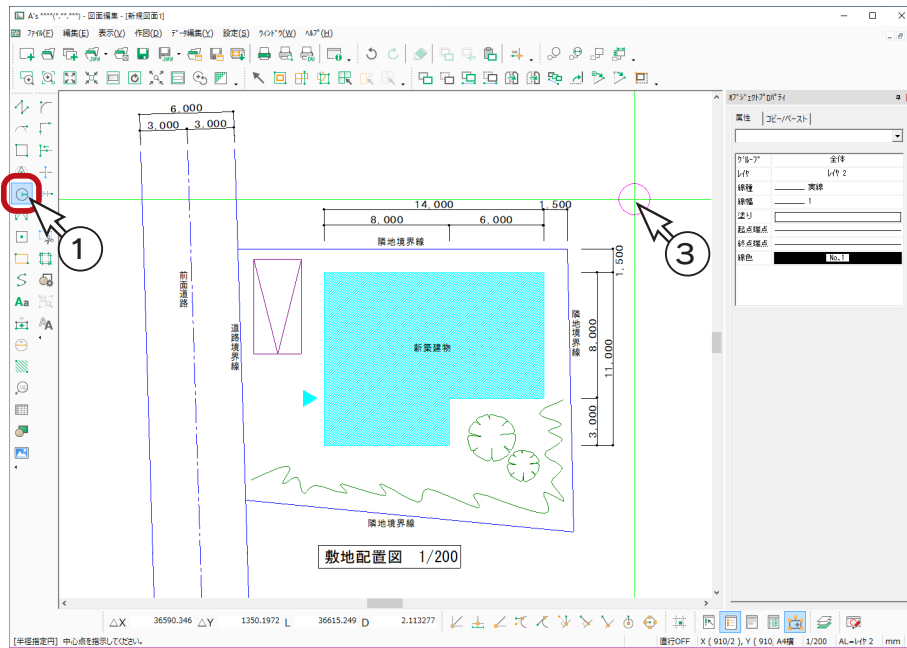 A's ****(*.**.***) - 図面編集 - [新規図面1]
ﾌｧｲﾙ(F) 編集(E) 表示(V) 作図(D) ﾃﾞｰﾀ編集(Y) 設定(S) ｳｨﾝﾄﾞｳ(W) ﾍﾙﾌﾟ(H)
Aa
AA
1
6.000
3.000 3.000
14.000 1.500
8.000 6.000
隣地境界線
前面道路
道路境界線
新築建物
隣地境界線
1.500
8.000
11.000
3.000
隣地境界線
敷地配置図 1/200
3
ｵﾌﾞｼﾞｪｸﾄﾌﾟﾛﾊﾟﾃｨ
属性 ｺﾋﾟｰ/ﾍﾟｰｽﾄ
ｸﾞﾙｰﾌﾟ 全体
ﾚｲﾔ ﾚｲﾔ 2
線種 実線
線幅 1
塗り
起点端点
終点端点
線色 No.1
△X 36590.346 △Y 1350.1972 L 36615.249 D 2.113277
[半径指定円] 中心点を指示してください。 直行OFF X ( 910/2 ), Y ( 910 A4横 1/200 AL=ﾚｲﾔ 2 mm